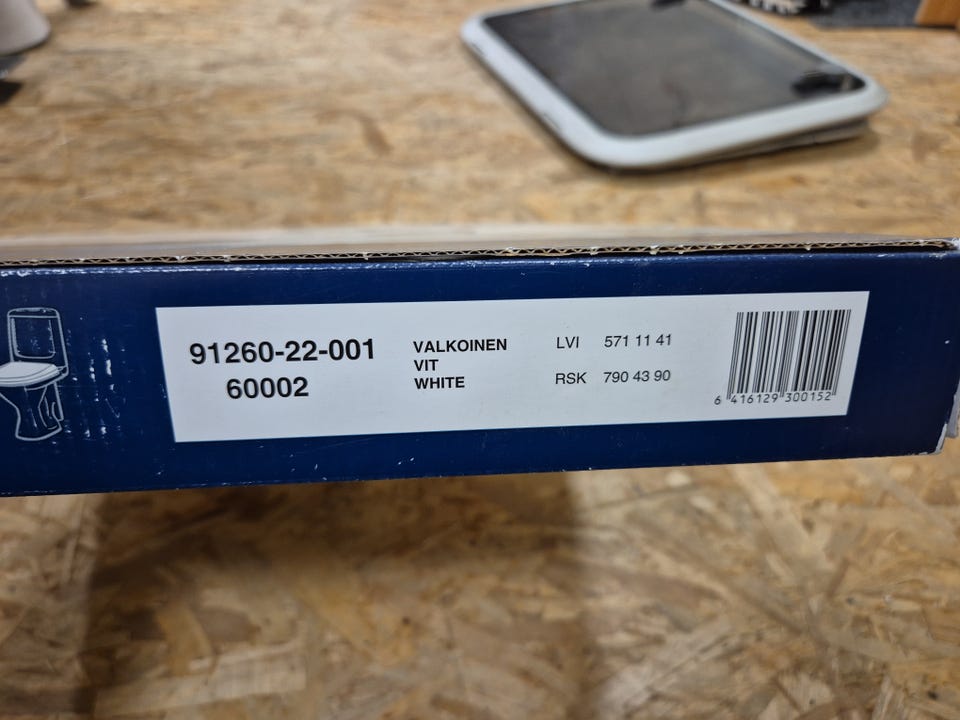 91260-22-001
60002
VALKOINEN
VIT
WHITE
LVI 571 11 41
RSK 790 43 90
6 416129 300152